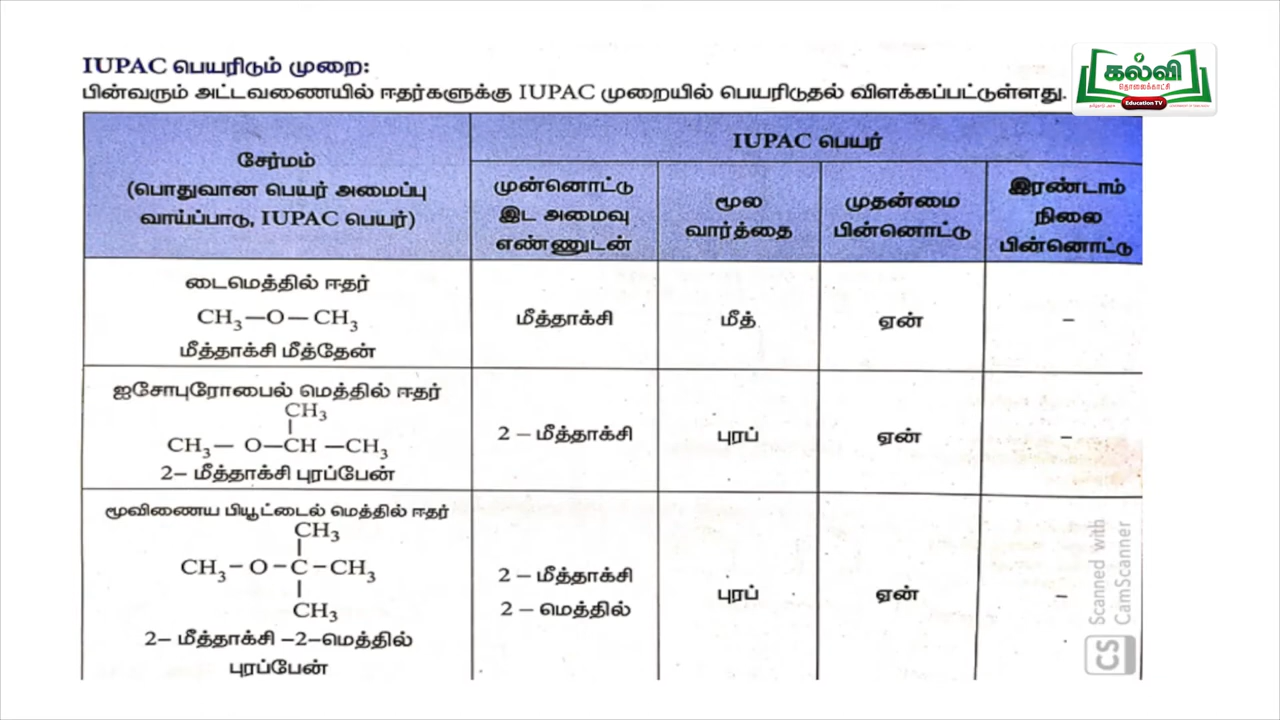 IUPAC பெயரிடும் முறை:
பின்வரும் அட்டவணையில் ஈதர்களுக்கு IUPAC முறையில் பெயரிடுதல் விளக்கப்பட்டுள்ளது.
கல்வி
தொலைக்காட்சி
Education TV
சேர்மம்
(பொதுவான பெயர் அமைப்பு
வாய்ப்பாடு, IUPAC பெயர்)
IUPAC பெயர்
முன்னொட்டு
இட அமைவு
எண்ணுடன்
மூல
வார்த்தை
முதன்மை
பின்னொட்டு
இரண்டாம்
நிலை
பின்னொட்டு
டைமெத்தில் ஈதர்
CH₃—O—CH₃
மீத்தாக்சி மீத்தேன்
மீத்தாக்சி
மீத்
ஏன்
–
ஐசோபுரோபைல் மெத்தில் ஈதர்
CH₃
CH₃— O—CH —CH₃
2– மீத்தாக்சி புரப்பேன்
2 – மீத்தாக்சி
புரப்
ஏன்
–
மூவிணைய பியூட்டைல் மெத்தில் ஈதர்
CH₃
CH₃–O–C–CH₃
CH₃
2– மீத்தாக்சி –2–மெத்தில்
புரப்பேன்
2 – மீத்தாக்சி
2 – மெத்தில்
புரப்
ஏன்
–
CS
Scanned with
CamScanner